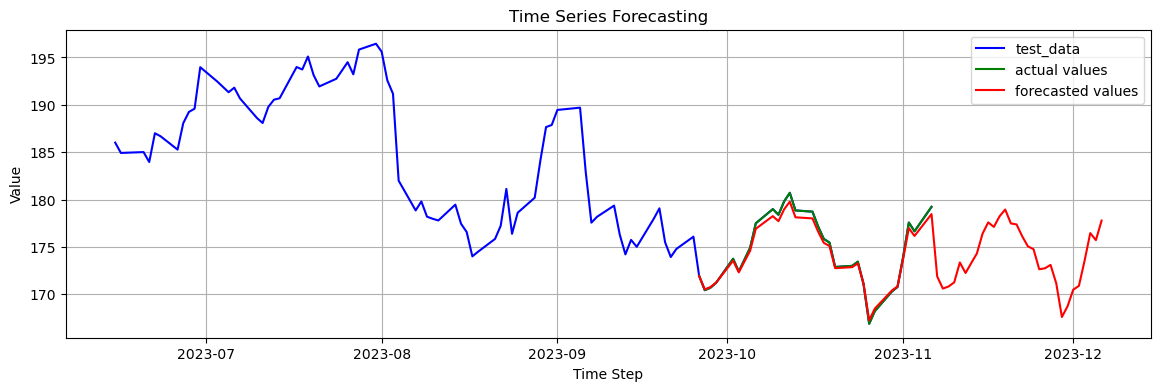 Time Series Forecasting
test_data
actual values
forecasted values
Value
195
190
185
180
175
170
2023-07
2023-08
2023-09
2023-10
2023-11
2023-12
Time Step